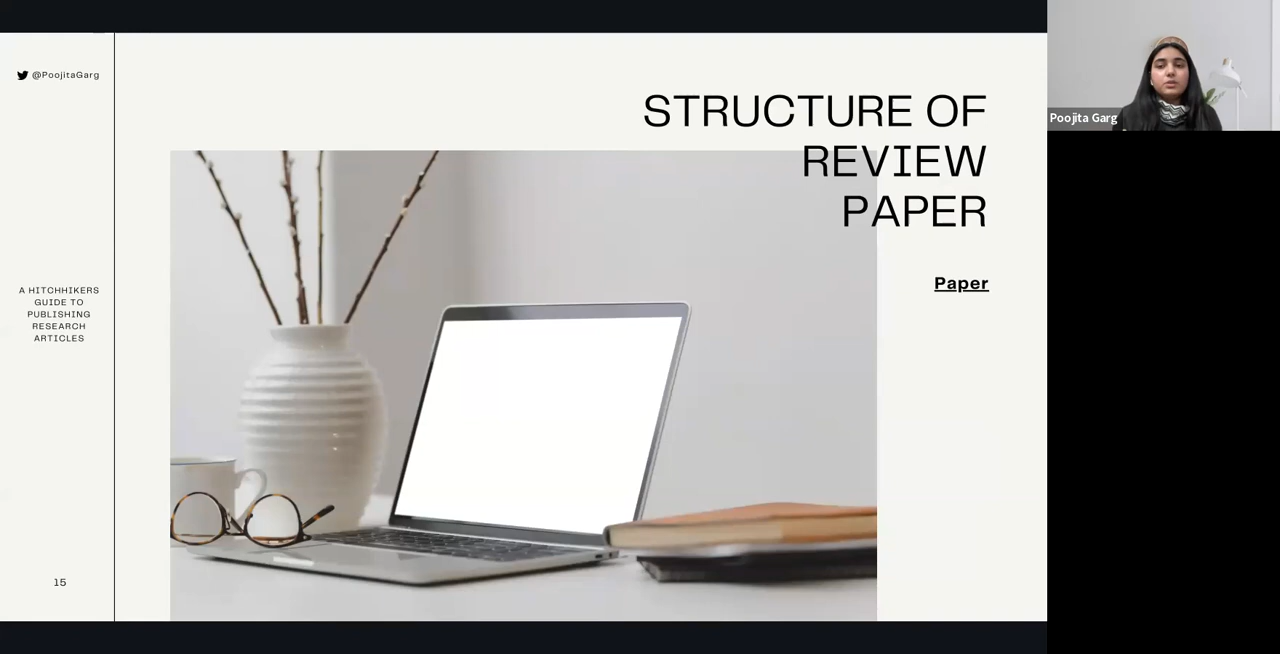 @PoojitaGarg
A HITCHHIKERS
GUIDE TO
PUBLISHING
RESEARCH
ARTICLES
15
STRUCTURE OF
REVIEW
PAPER
Paper
Poojita Garg